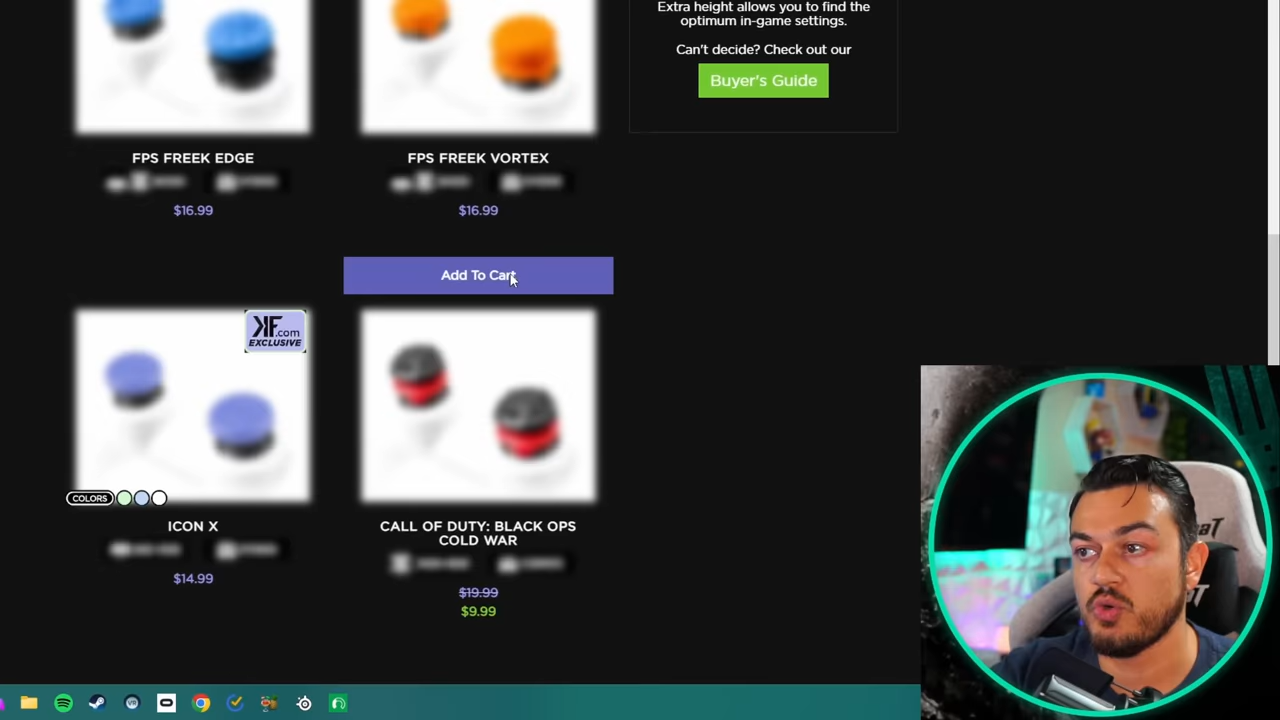 Extra height allows you to find the
optimum in-game settings.
Can't decide? Check out our
Buyer's Guide
FPS FREEK EDGE
$16.99
FPS FREEK VORTEX
$16.99
Add To Cart
KF.com
EXCLUSIVE
COLORS
ICON X
$14.99
CALL OF DUTY: BLACK OPS
COLD WAR
$19.99
$9.99